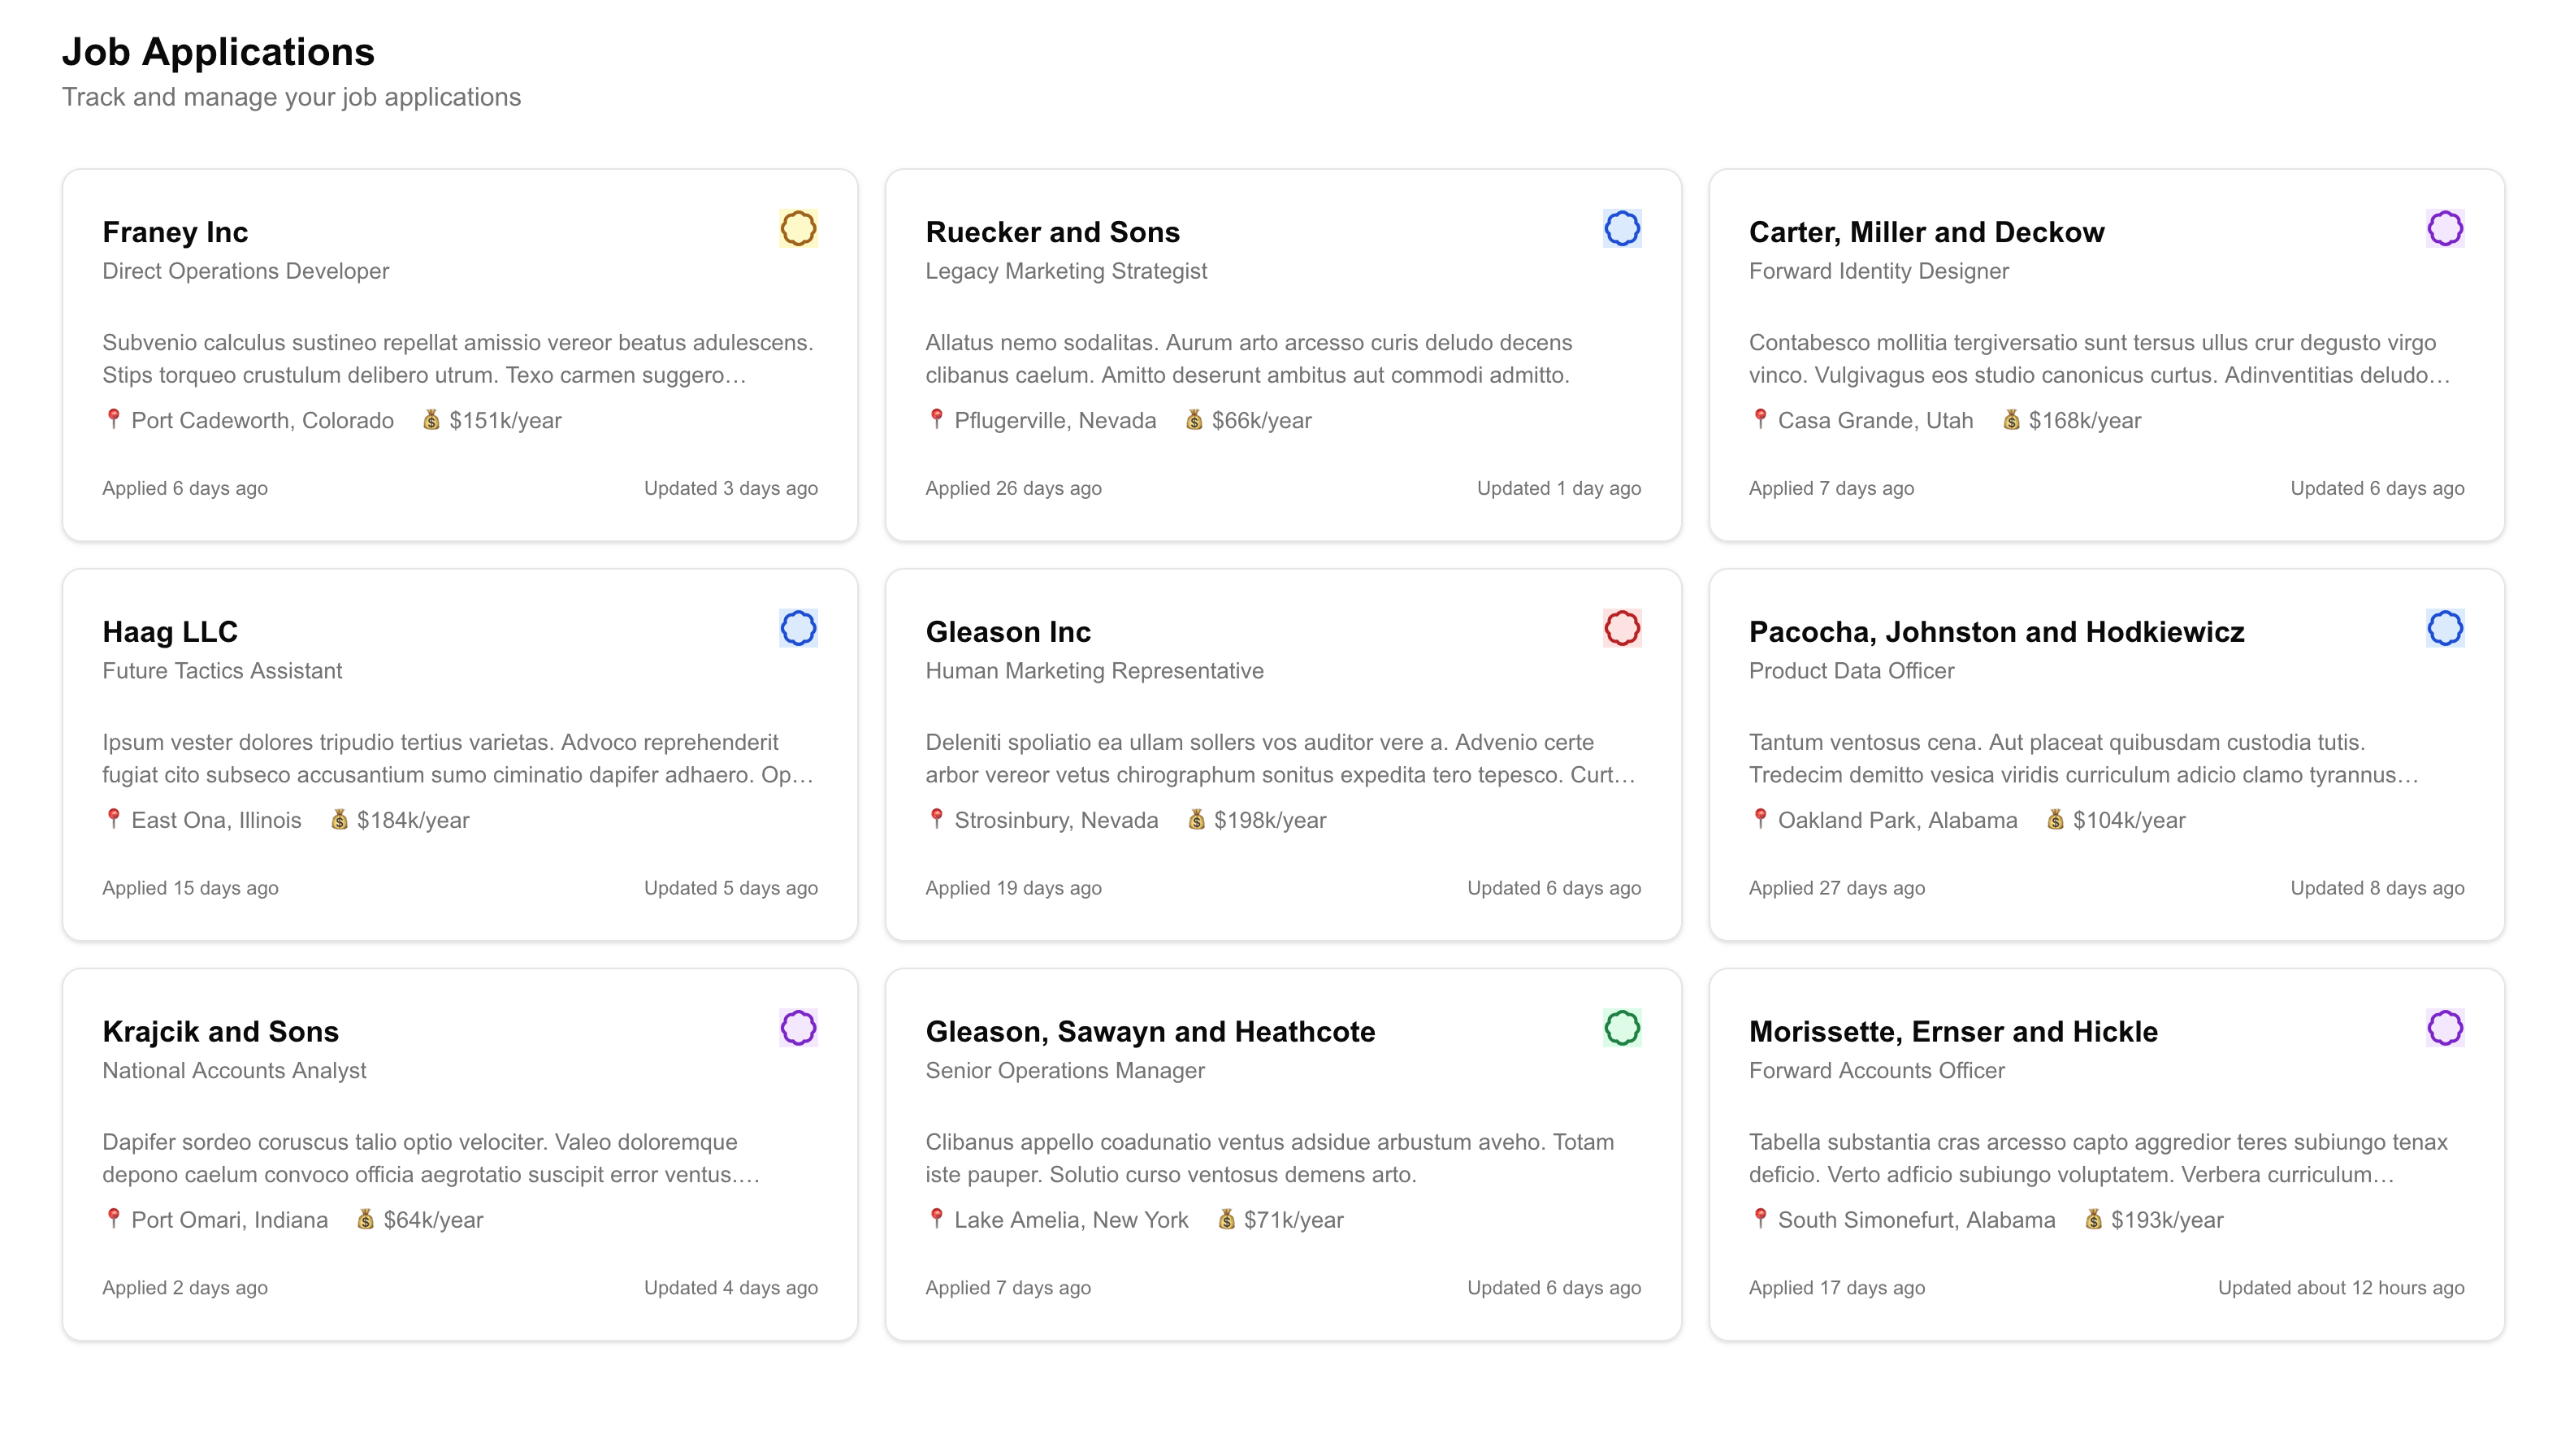 Job Applications
Track and manage your job applications
Franey Inc
Direct Operations Developer
Subvenio calculus sustineo repellat amissio vereor beatus adulescens.
Stips torqueo crustulum delibero utrum. Texo carmen suggero…
📍 Port Cadeworth, Colorado 💰 $151k/year
Applied 6 days ago Updated 3 days ago
Ruecker and Sons
Legacy Marketing Strategist
Allatus nemo sodalitas. Aurum arto arcesso curis deludo decens
clibanus caelum. Amitto deserunt ambitus aut commodi admitto.
📍 Pflugerville, Nevada 💰 $66k/year
Applied 26 days ago Updated 1 day ago
Carter, Miller and Deckow
Forward Identity Designer
Contabesco mollitia tergiversatio sunt tersus ullus crur degusto virgo
vinco. Vulgivagus eos studio canonicus curtus. Adinventitias deludo…
📍 Casa Grande, Utah 💰 $168k/year
Applied 7 days ago Updated 6 days ago
Haag LLC
Future Tactics Assistant
Ipsum vester dolores tripudio tertius varietas. Advoco reprehenderit
fugiat cito subseco accusantium sumo ciminatio dapifer adhaero. Op…
📍 East Ona, Illinois 💰 $184k/year
Applied 15 days ago Updated 5 days ago
Gleason Inc
Human Marketing Representative
Deleniti spoliatio ea ullam sollers vos auditor vere a. Advenio certe
arbor vereor vetus chirographum sonitus expedita tero tepesco. Curt…
📍 Strosinbury, Nevada 💰 $198k/year
Applied 19 days ago Updated 6 days ago
Pacocha, Johnston and Hodkiewicz
Product Data Officer
Tantum ventosus cena. Aut placeat quibusdam custodia tutis.
Tredecim demitto vesica viridis curriculum adicio clamo tyrannus…
📍 Oakland Park, Alabama 💰 $104k/year
Applied 27 days ago Updated 8 days ago
Krajcik and Sons
National Accounts Analyst
Dapifer sordeo coruscus talio optio velociter. Valeo doloremque
depono caelum convoco officia aegrotatio suscipit error ventus.…
📍 Port Omari, Indiana 💰 $64k/year
Applied 2 days ago Updated 4 days ago
Gleason, Sawayn and Heathcote
Senior Operations Manager
Clibanus appello coadunatio ventus adsidue arbustum aveho. Totam
iste pauper. Solutio curso ventosus demens arto.
📍 Lake Amelia, New York 💰 $71k/year
Applied 7 days ago Updated 6 days ago
Morissette, Ernser and Hickle
Forward Accounts Officer
Tabella substantia cras arcesso capto aggredior teres subiungo tenax
deficio. Verto adficio subiungo voluptatem. Verbera curriculum…
📍 South Simonefurt, Alabama 💰 $193k/year
Applied 17 days ago Updated about 12 hours ago